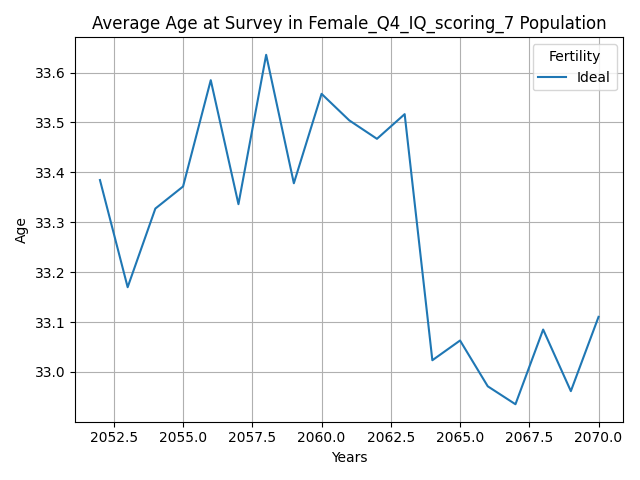 Average Age at Survey in Female_Q4_IQ_scoring_7 Population
Fertility
Ideal
Age
33.6
33.5
33.4
33.3
33.2
33.1
33.0
2052.5 2055.0 2057.5 2060.0 2062.5 2065.0 2067.5 2070.0
Years